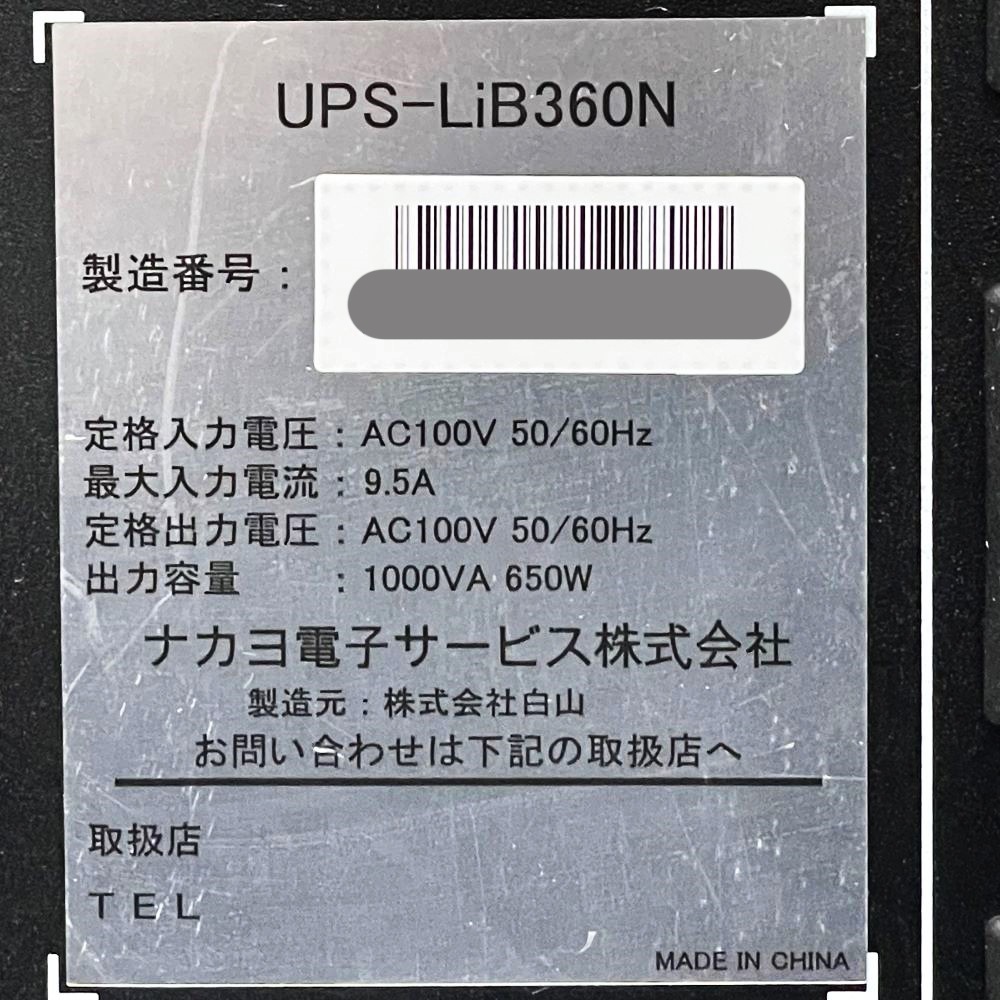 UPS-LiB360N
製造番号：
定格入力電圧：AC100V 50/60Hz
最大入力電流：9.5A
定格出力電圧：AC100V 50/60Hz
出力容量　　：1000VA 650W
ナカヨ電子サービス株式会社
製造元：株式会社白山
お問い合わせは下記の取扱店へ
取扱店
ＴＥＬ
MADE IN CHINA